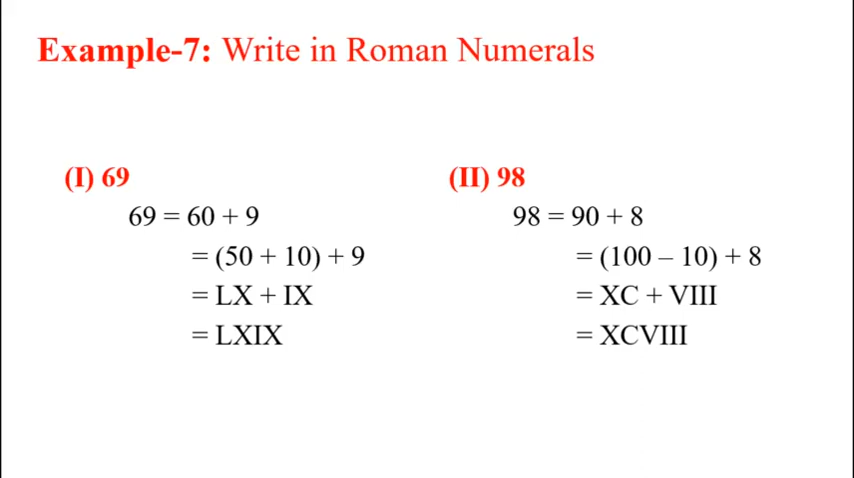 Example-7: Write in Roman Numerals
(I) 69
69 = 60 + 9
= (50 + 10) + 9
= LX + IX
= LXIX
(II) 98
98 = 90 + 8
= (100 – 10) + 8
= XC + VIII
= XCVIII